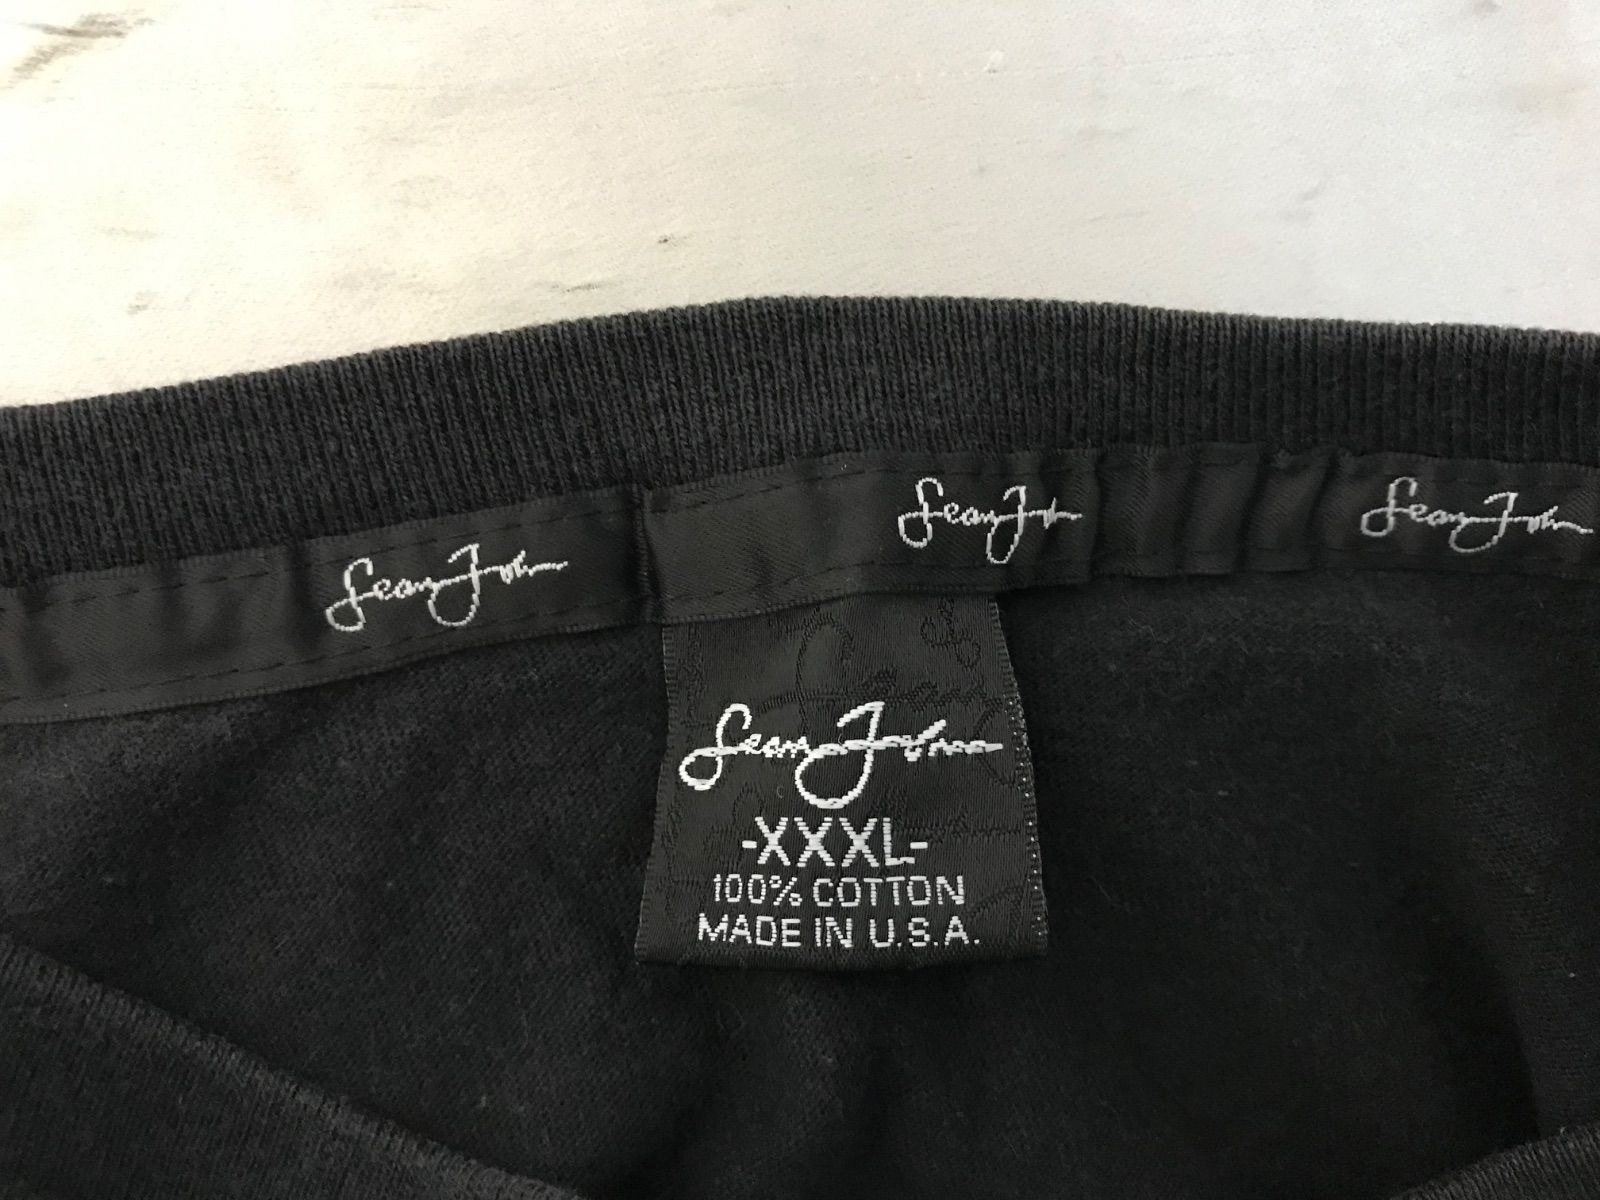 Sean John
Sean John
Sean John
Sean John
-XXXL-
100% COTTON
MADE IN U.S.A.